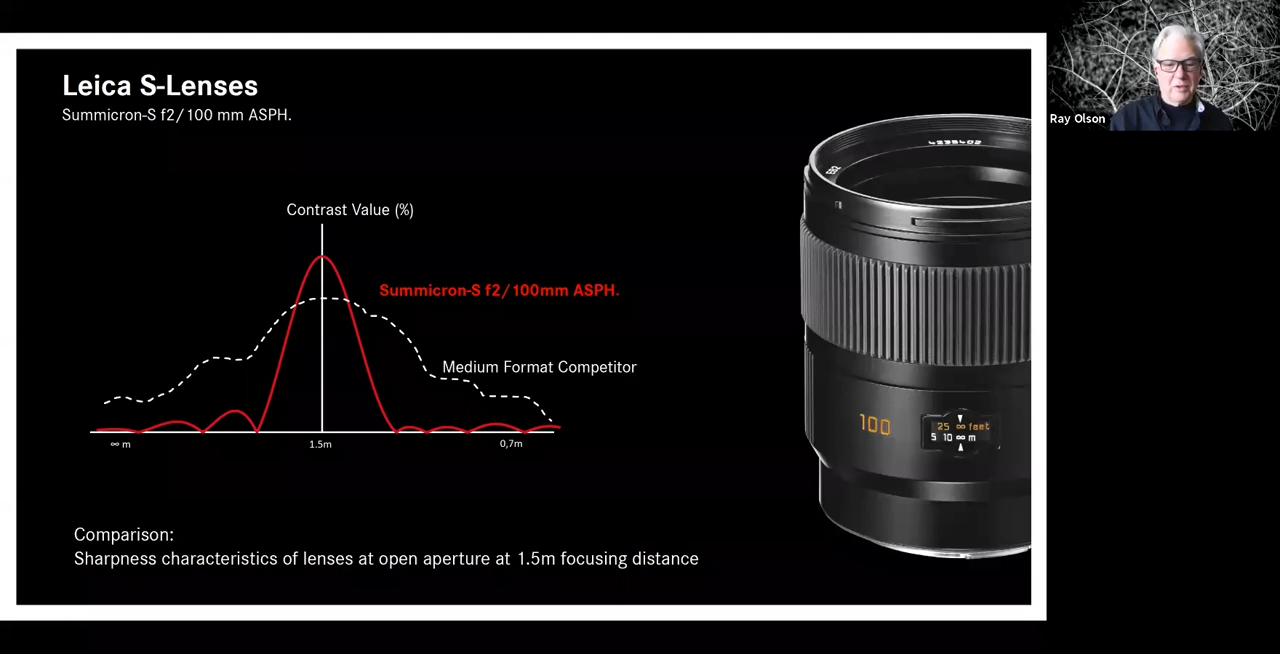 Leica S-Lenses
Summicron-S f2/100 mm ASPH.
Ray Olson
Contrast Value (%)
Summicron-S f2/100mm ASPH.
Medium Format Competitor
∞ m
1.5m
0,7m
100
25 ∞ feet
5 10 ∞ m
Comparison:
Sharpness characteristics of lenses at open aperture at 1.5m focusing distance